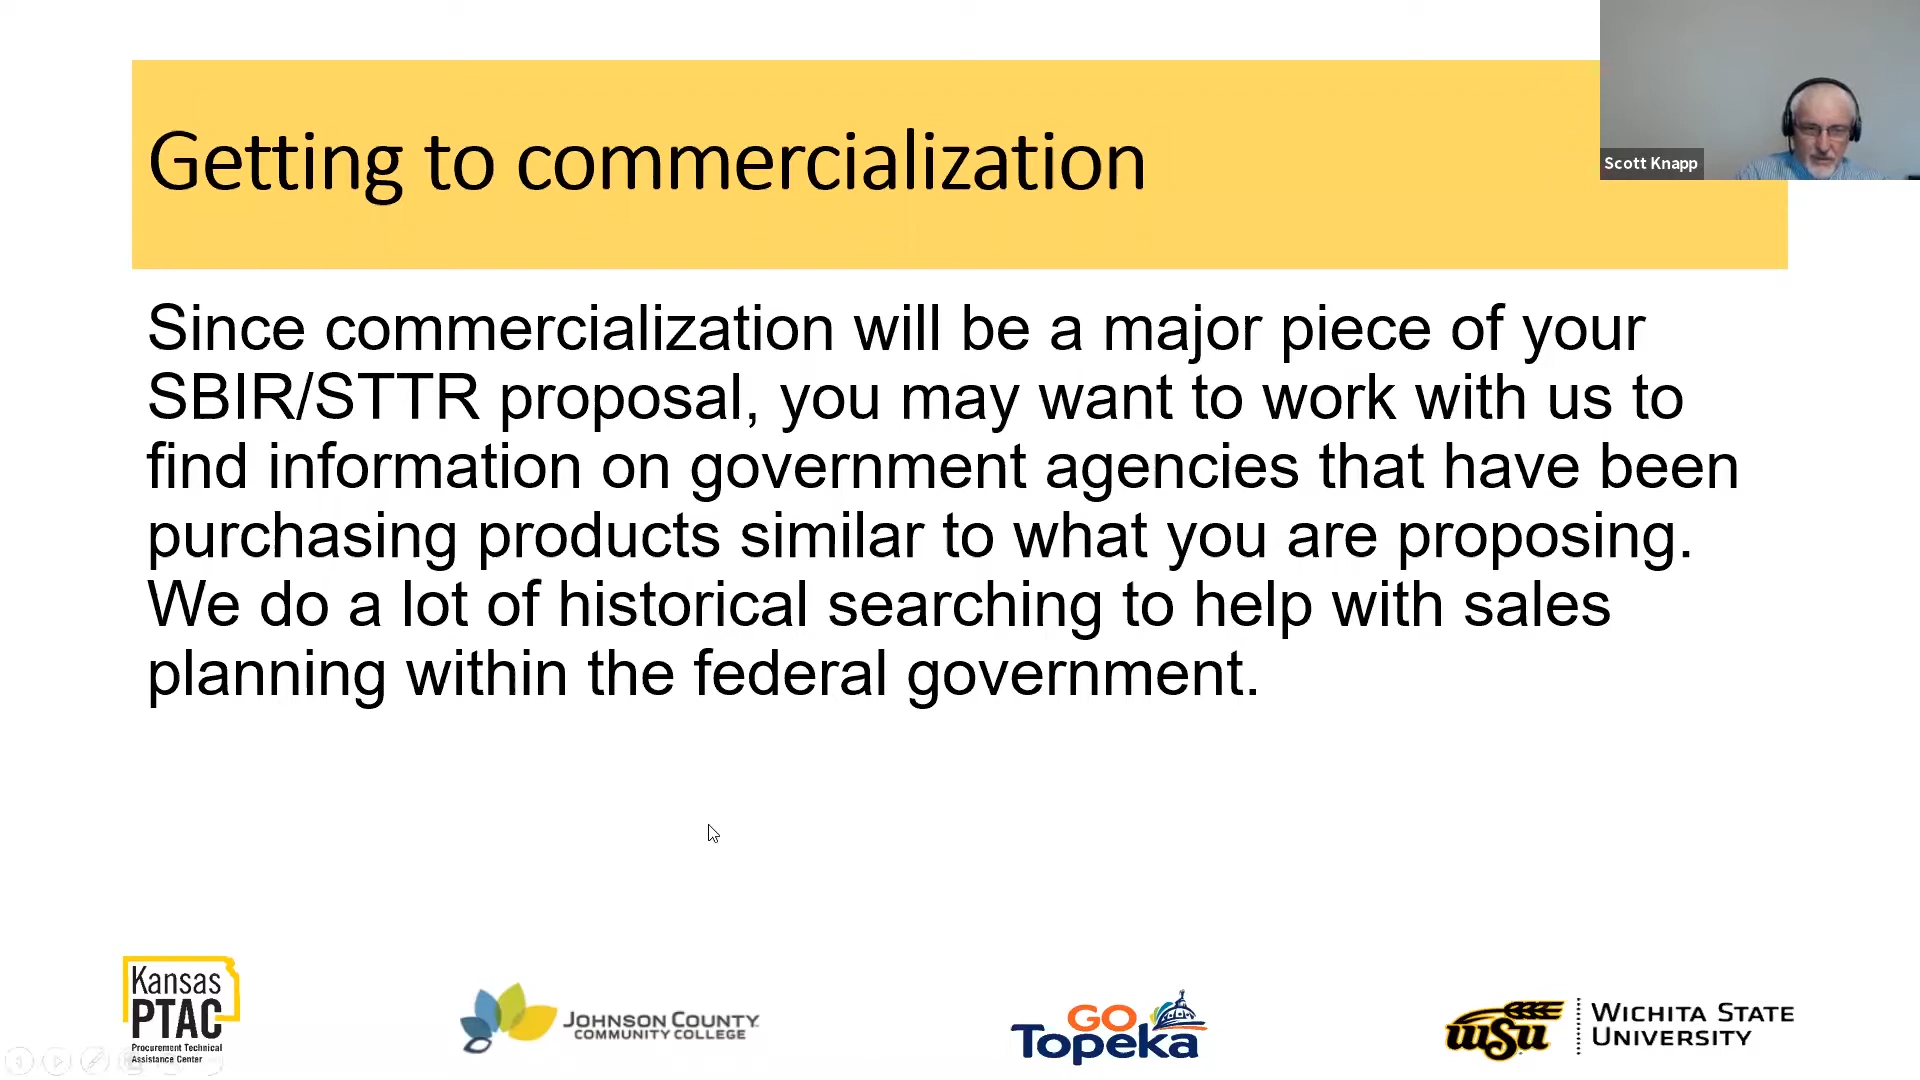 Getting to commercialization
Scott Knapp
Since commercialization will be a major piece of your
SBIR/STTR proposal, you may want to work with us to
find information on government agencies that have been
purchasing products similar to what you are proposing.
We do a lot of historical searching to help with sales
planning within the federal government.
Kansas
PTAC
Procurement Technical
Assistance Center
JOHNSON COUNTY
COMMUNITY COLLEGE
GO
Topeka
WSU
WICHITA STATE
UNIVERSITY